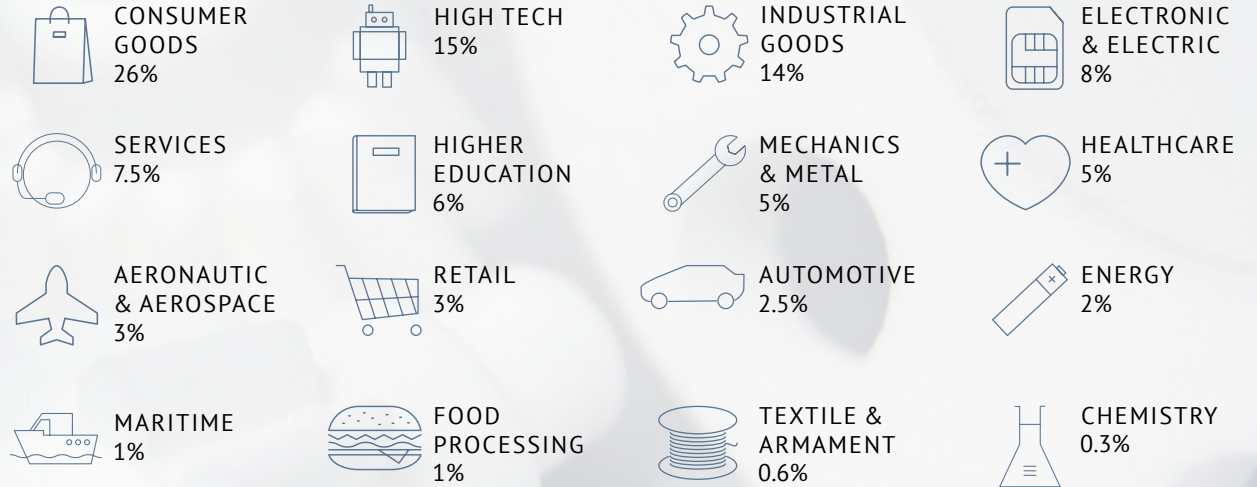 CONSUMER
GOODS
26%
HIGH TECH
15%
INDUSTRIAL
GOODS
14%
ELECTRONIC
& ELECTRIC
8%
SERVICES
7.5%
HIGHER
EDUCATION
6%
MECHANICS
& METAL
5%
HEALTHCARE
5%
AERONAUTIC
& AEROSPACE
3%
RETAIL
3%
AUTOMOTIVE
2.5%
ENERGY
2%
MARITIME
1%
FOOD
PROCESSING
1%
TEXTILE &
ARMAMENT
0.6%
CHEMISTRY
0.3%